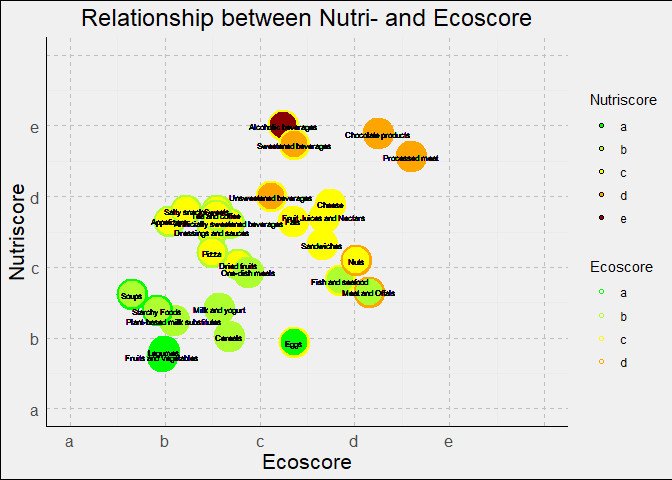 Relationship between Nutri- and Ecoscore
Nutriscore
e
d
c
b
a
Alcoholic beverages
Sweetened beverages
Chocolate products
Processed meat
Unsweetened beverages
Cheese
Salty snacks
Appetizers
Artificially sweetened beverages
Fats
Fruit Juices and Nectars
Dressings and sauces
Sandwiches
Pizza
Nuts
Dried fruits
One-dish meals
Fish and seafood
Meat and Offals
Soups
Starchy Foods
Milk and yogurt
Plant-based milk substitutes
Cereals
Eggs
Legumes
Fruits and vegetables
a
b
c
d
e
Ecoscore
Nutriscore
a
b
c
d
e
Ecoscore
a
b
c
d